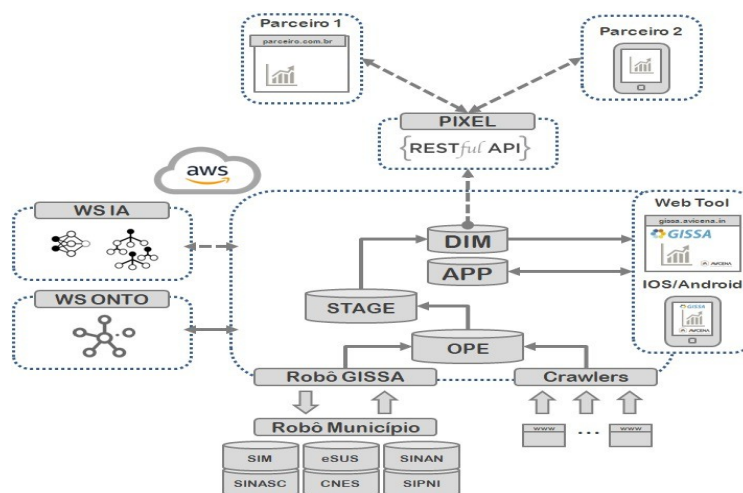 Parceiro 1
parceiro.com.br
Parceiro 2
PIXEL
{RESTful API}
aws
WS IA
WS ONTO
DIM
APP
STAGE
OPE
Web Tool
gissa.avicena.in
GISSA
AVICENA
IOS/Android
GISSA
AVICENA
Robô GISSA
Crawlers
Robô Município
www
...
www
SIM
eSUS
SINAN
SINASC
CNES
SIPNI